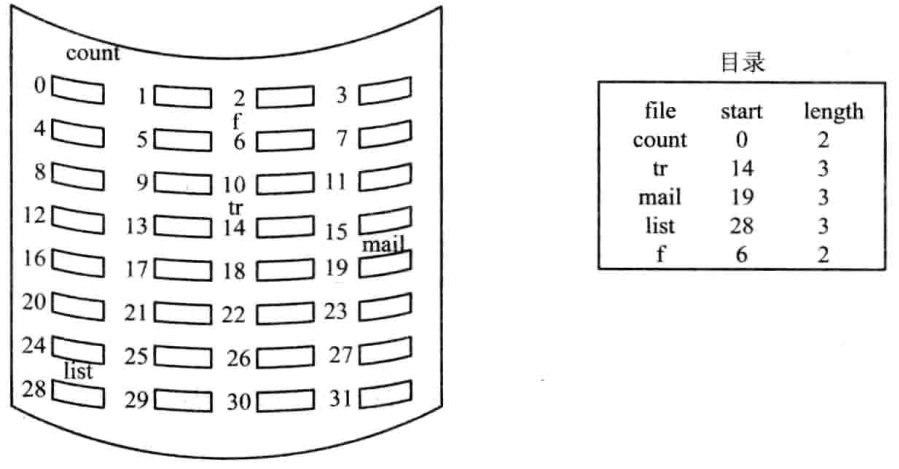 count
0 1 2 3
f
4 5 6 7
8 9 10 11
tr
12 13 14 15
mail
16 17 18 19
20 21 22 23
24 25 26 27
list
28 29 30 31
目录
file start length
count 0 2
tr 14 3
mail 19 3
list 28 3
f 6 2